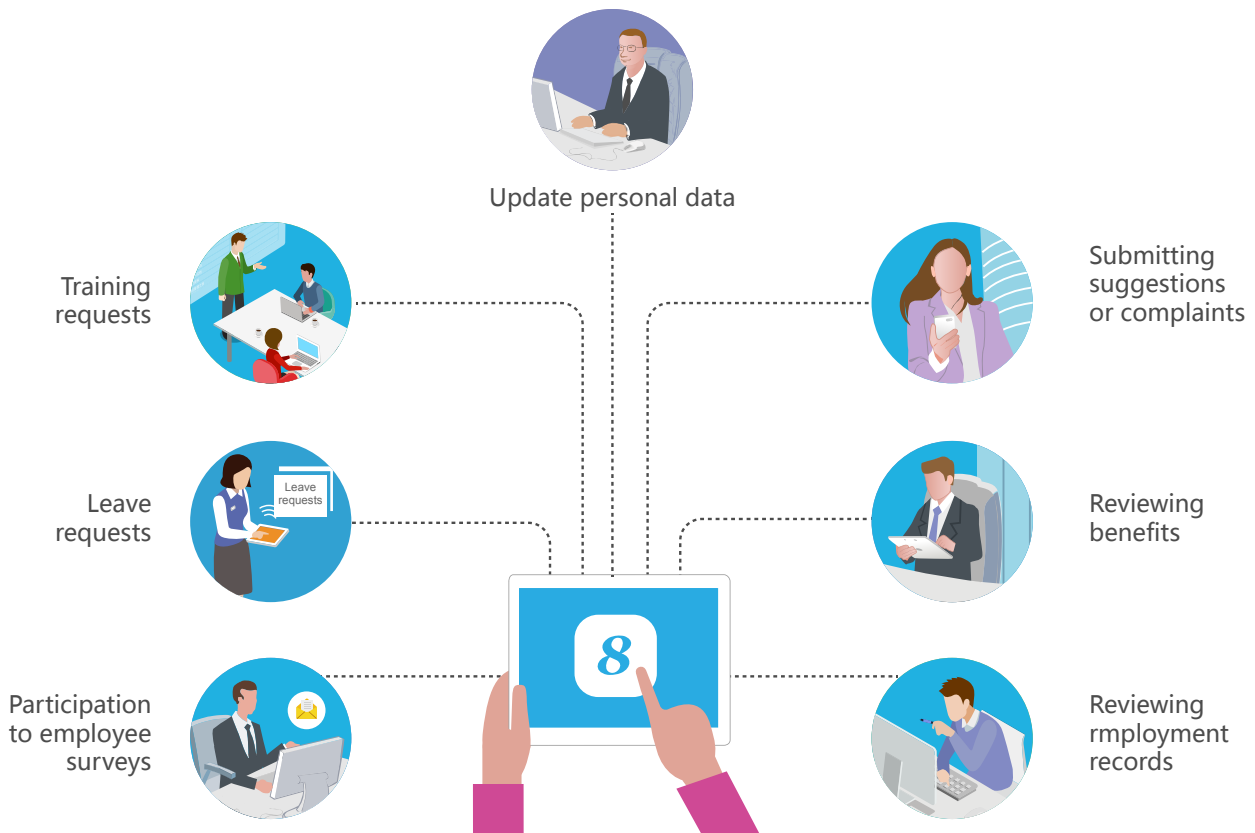 Update personal data
Training
requests
Submitting
suggestions
or complaints
Leave
requests
Leave
requests
Reviewing
benefits
8
Participation
to employee
surveys
Reviewing
rmployment
records